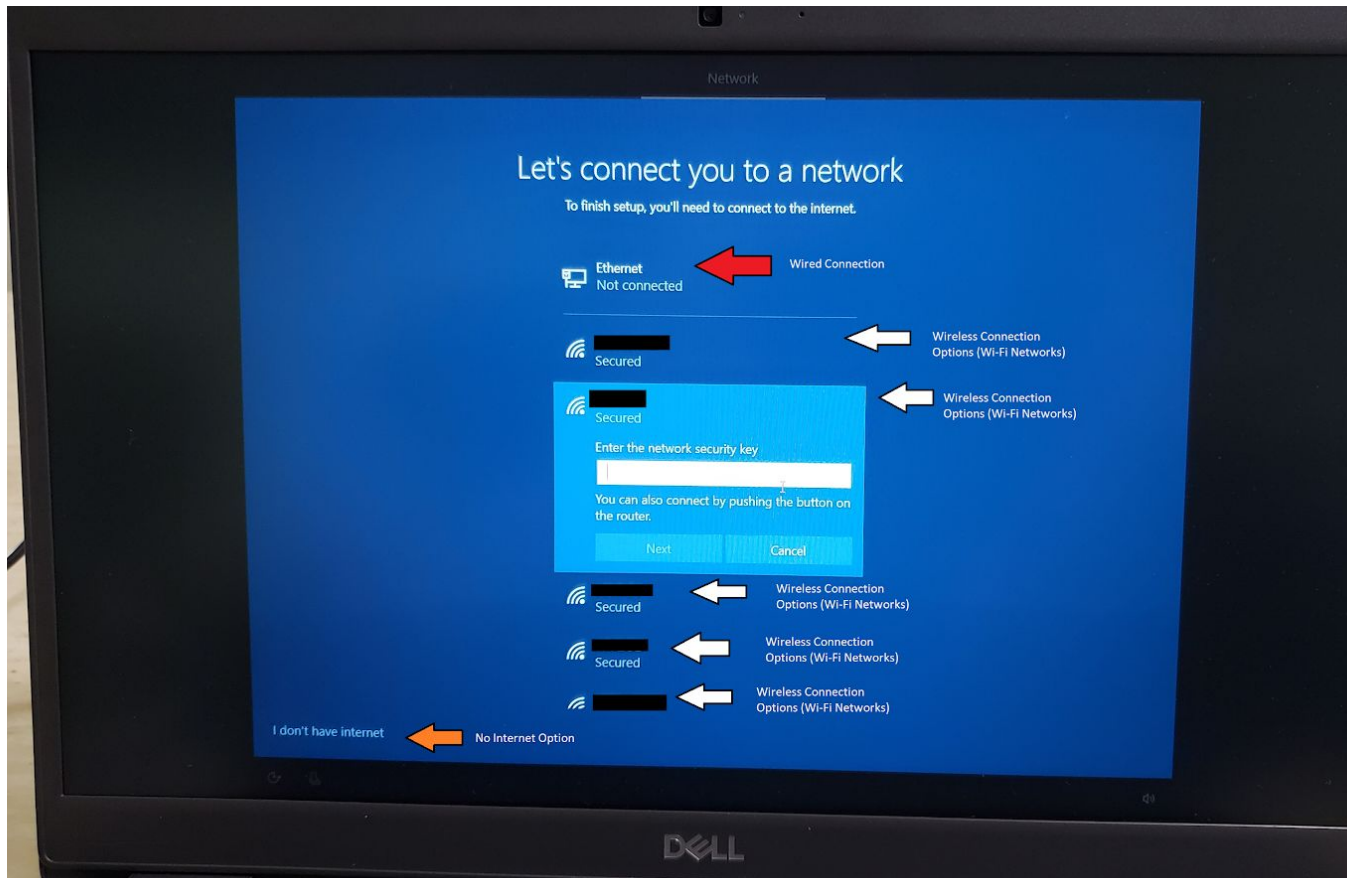 Network
Let's connect you to a network
To finish setup, you'll need to connect to the internet.
Ethernet
Not connected
Wired Connection
Secured
Wireless Connection
Options (Wi-Fi Networks)
Secured
Wireless Connection
Options (Wi-Fi Networks)
Enter the network security key
You can also connect by pushing the button on
the router.
Next
Cancel
Secured
Wireless Connection
Options (Wi-Fi Networks)
Secured
Wireless Connection
Options (Wi-Fi Networks)
Wireless Connection
Options (Wi-Fi Networks)
I don't have internet
No Internet Option
DELL